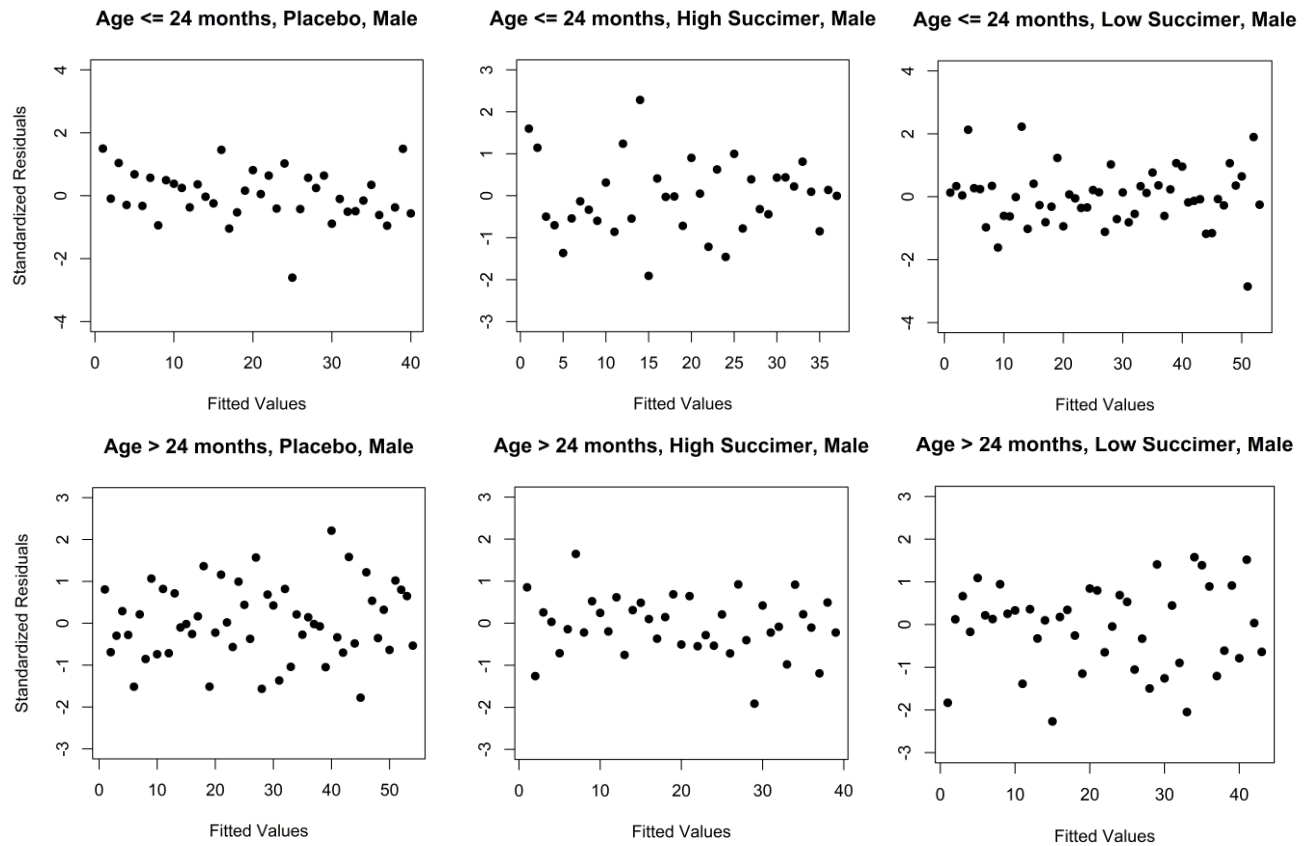 Age <= 24 months, Placebo, Male
Age <= 24 months, High Succimer, Male
Age <= 24 months, Low Succimer, Male
Standardized Residuals
4
2
0
-2
-4
0 10 20 30 40
Fitted Values
3
2
1
0
-1
-2
-3
5 10 15 20 25 30 35
Fitted Values
4
2
0
-2
-4
0 10 20 30 40 50
Fitted Values
Age > 24 months, Placebo, Male
Age > 24 months, High Succimer, Male
Age > 24 months, Low Succimer, Male
Standardized Residuals
3
2
1
0
-1
-2
-3
0 10 20 30 40 50
Fitted Values
3
2
1
0
-1
-2
-3
0 10 20 30 40
Fitted Values
3
2
1
0
-1
-2
-3
0 10 20 30 40
Fitted Values